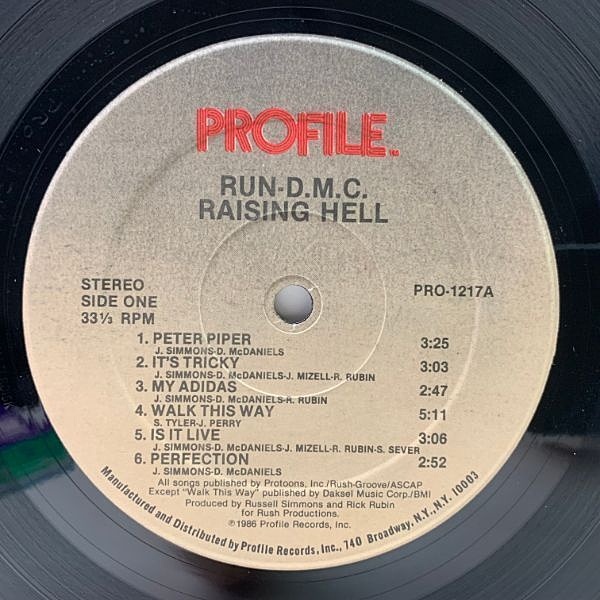 PROFILE.™
RUN-D.M.C.
RAISING HELL
STEREO
SIDE ONE
33⅓ RPM
PRO-1217A
1. PETER PIPER 3:25
J. SIMMONS-D. McDANIELS
2. IT'S TRICKY 3:03
J. SIMMONS-D. McDANIELS-J. MIZELL-R. RUBIN
3. MY ADIDAS 2:47
J. SIMMONS-D. McDANIELS-R. RUBIN
4. WALK THIS WAY 5:11
S. TYLER-J. PERRY
5. IS IT LIVE 3:06
J. SIMMONS-D. McDANIELS-J. MIZELL-R. RUBIN-S. SEVER
6. PERFECTION 2:52
J. SIMMONS-D. McDANIELS
All songs published by Protoons, Inc./Rush-Groove/ASCAP
Except "Walk This Way" published by Daksel Music Corp./BMI
Produced by Russell Simmons and Rick Rubin
for Rush Productions.
©1986 Profile Records, Inc.
Manufactured and Distributed by Profile Records, Inc., 740 Broadway, N.Y., N.Y. 10003